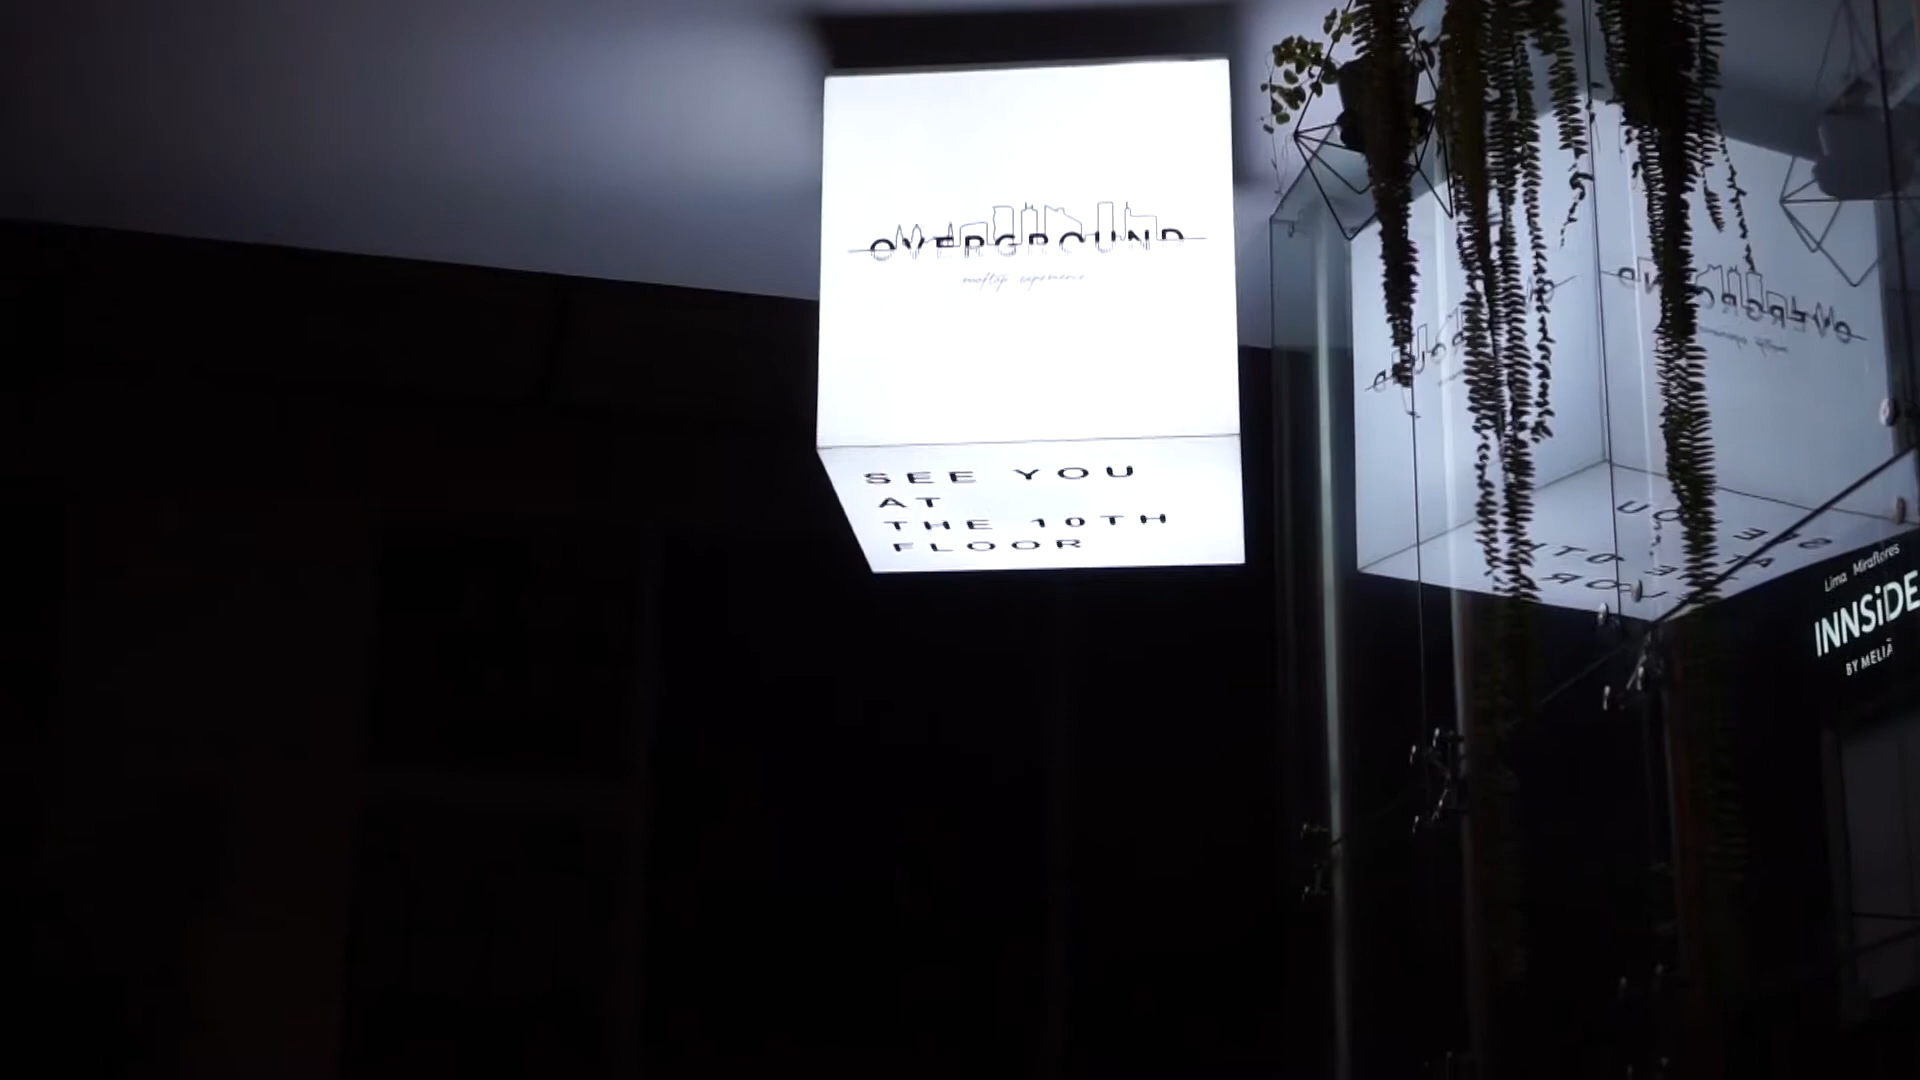 OVERGROUND
rooftop experience
SEE YOU
AT
THE 10TH
FLOOR
Lima Miraflores
INNSiDE
BY MELIÃ